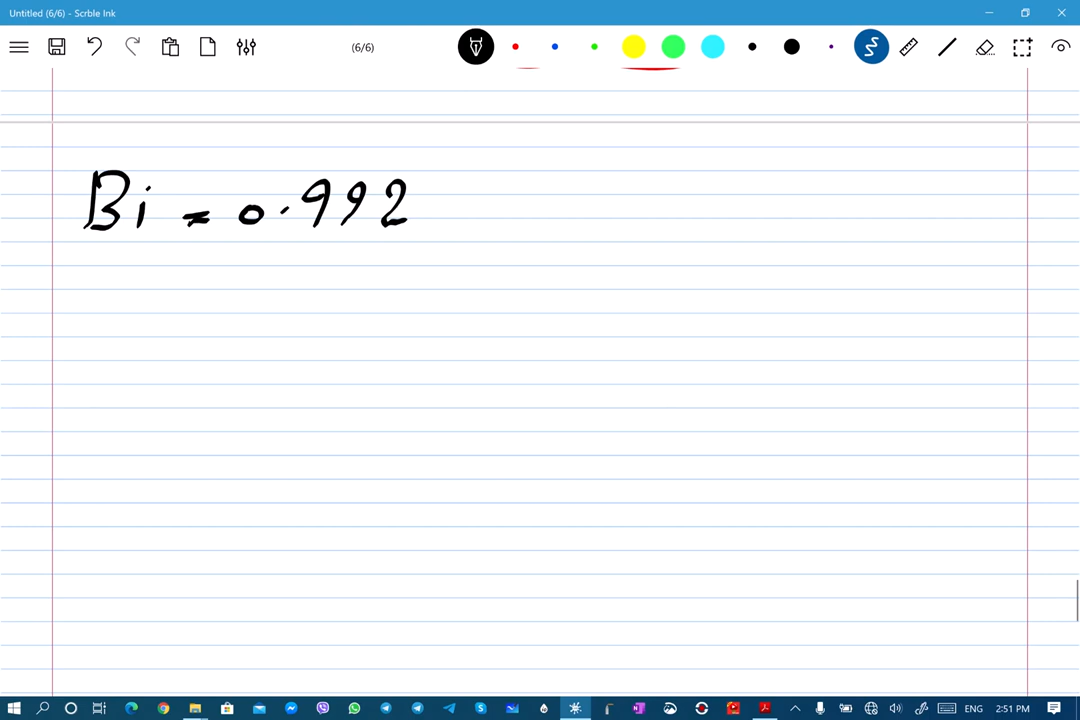 Untitled (6/6) - Scrble Ink
(6/6)
Bi = 0.992
ENG 2:51 PM